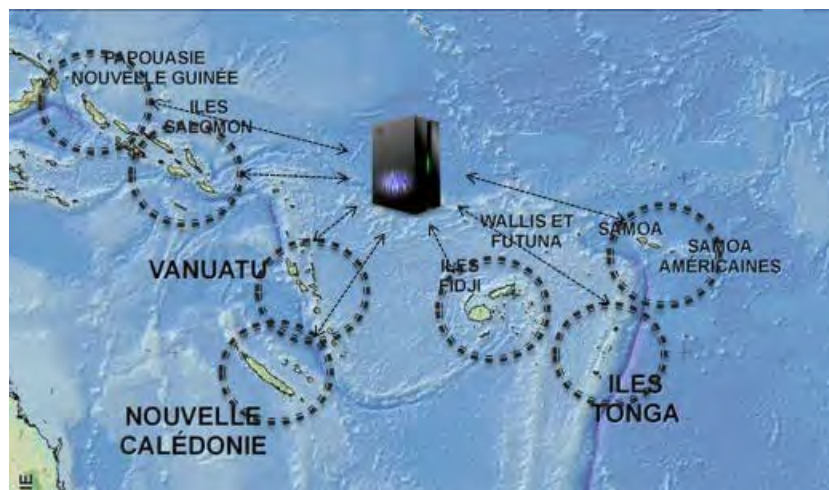 PAPOUASIE
NOUVELLE GUINÉE
ILES
SALOMON
WALLIS ET
FUTUNA
SAMOA
SAMOA
AMÉRICAINES
VANUATU
ILES
FIDJI
ILES
TONGA
NOUVELLE
CALÉDONIE